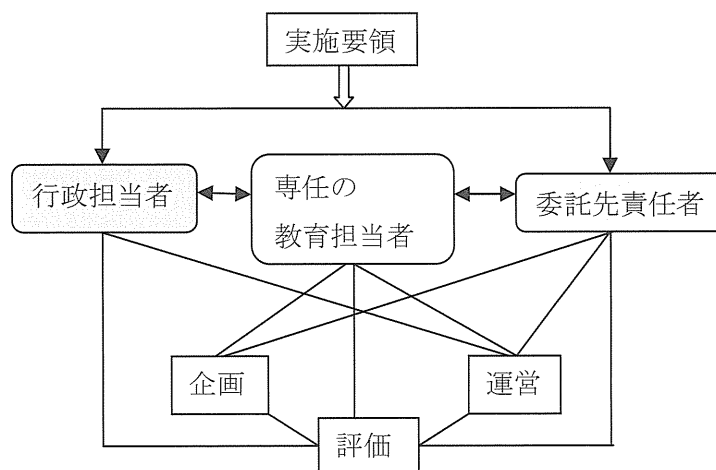 実施要領
行政担当者
専任の
教育担当者
委託先責任者
企画
運営
評価